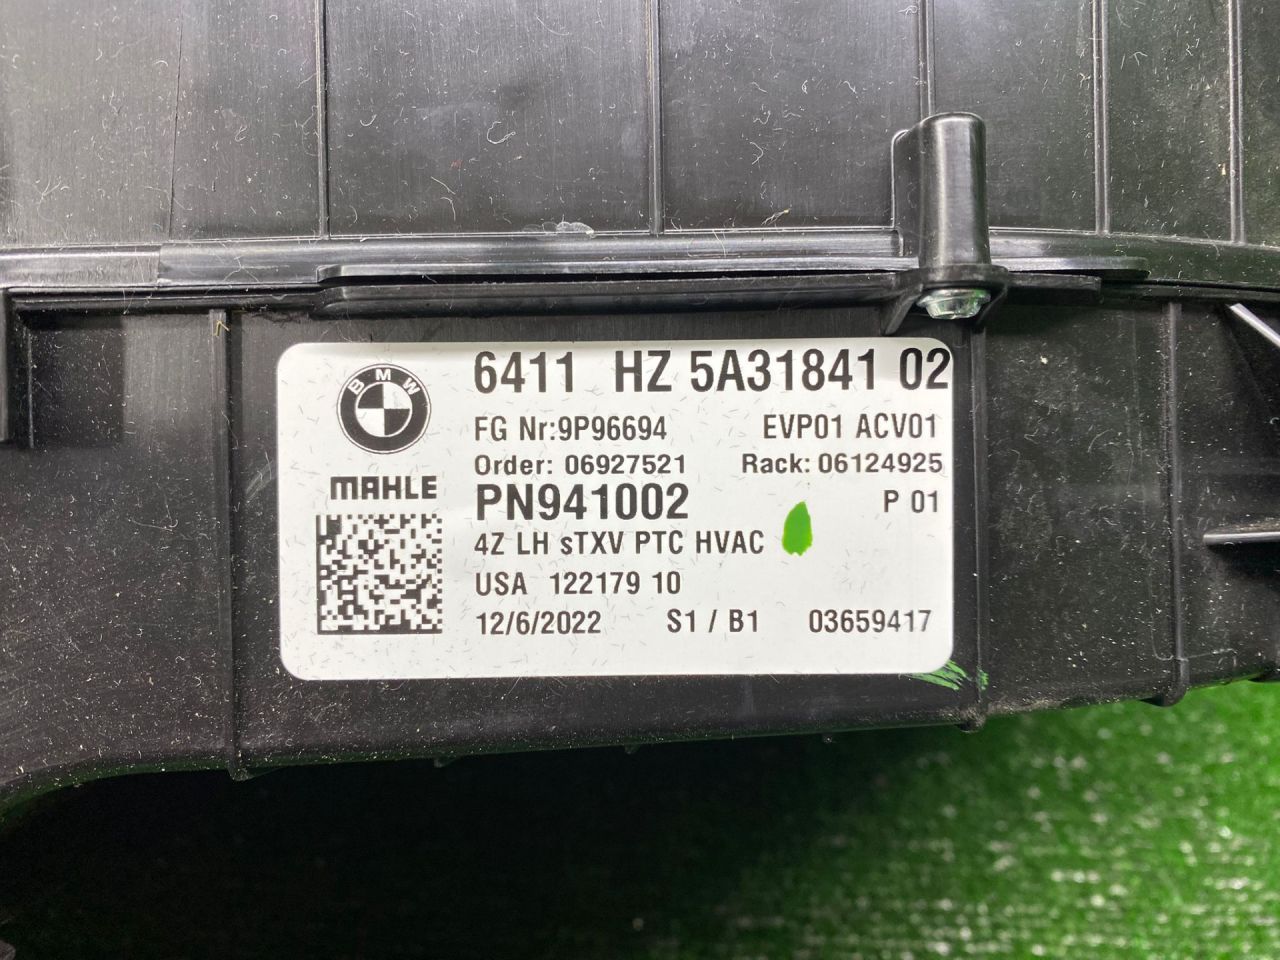 BMW
6411 HZ 5A31841 02
FG Nr:9P96694 EVP01 ACV01
Order: 06927521 Rack: 06124925
MAHLE
PN941002 P 01
4Z LH sTXV PTC HVAC
USA 122179 10
12/6/2022 S1 / B1 03659417